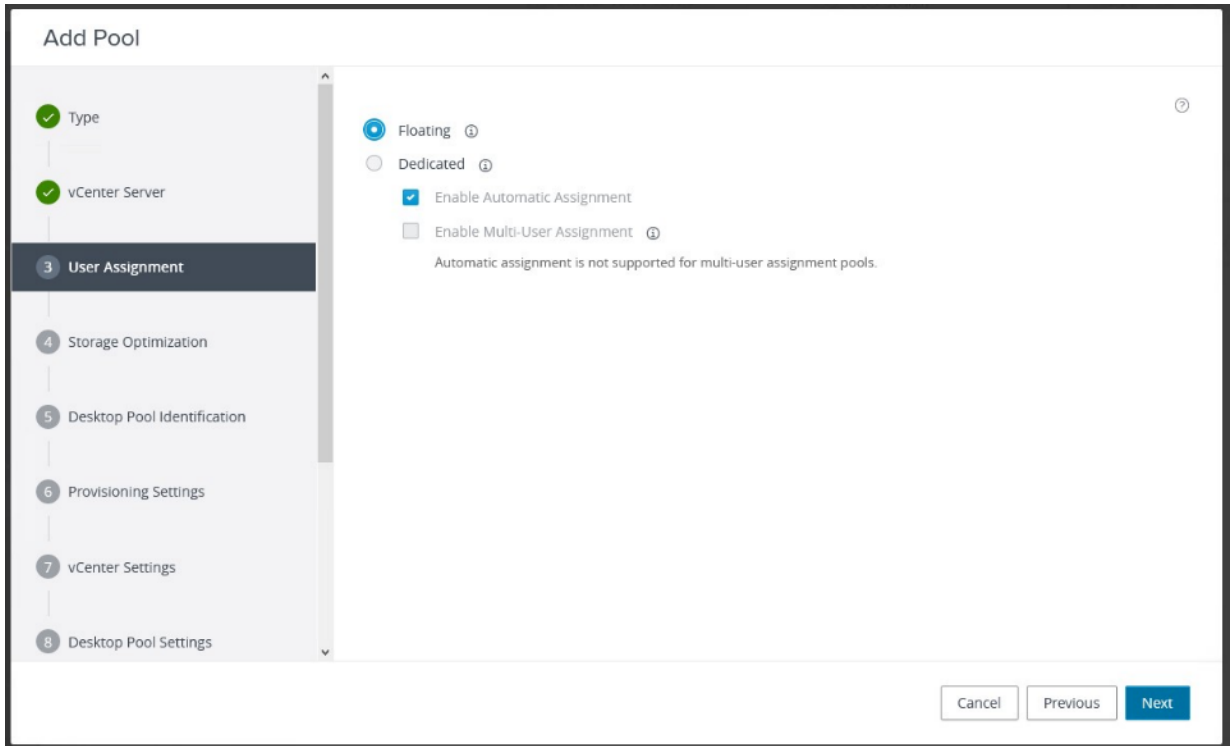 Add Pool
Type
vCenter Server
3 User Assignment
4 Storage Optimization
5 Desktop Pool Identification
6 Provisioning Settings
7 vCenter Settings
8 Desktop Pool Settings
?
Floating i
Dedicated i
Enable Automatic Assignment
Enable Multi-User Assignment i
Automatic assignment is not supported for multi-user assignment pools.
Cancel Previous Next